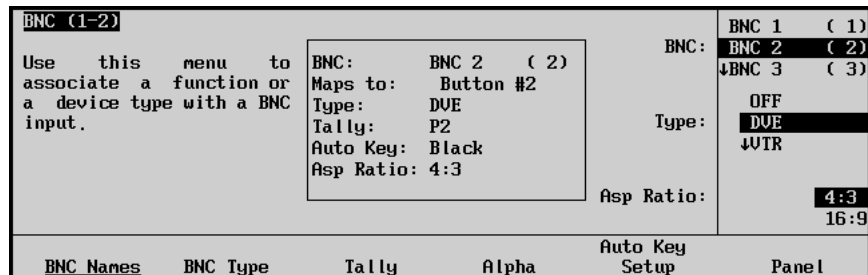 BNC (1-2)
Use this menu to
associate a function or
a device type with a BNC
input.
BNC: BNC 2 ( 2)
Maps to: Button #2
Type: DVE
Tally: P2
Auto Key: Black
Asp Ratio: 4:3
BNC:
BNC 1 ( 1)
BNC 2 ( 2)
↓BNC 3 ( 3)
Type:
OFF
DVE
↓VTR
Asp Ratio:
4:3
16:9
BNC Names
BNC Type
Tally
Alpha
Auto Key
Setup
Panel